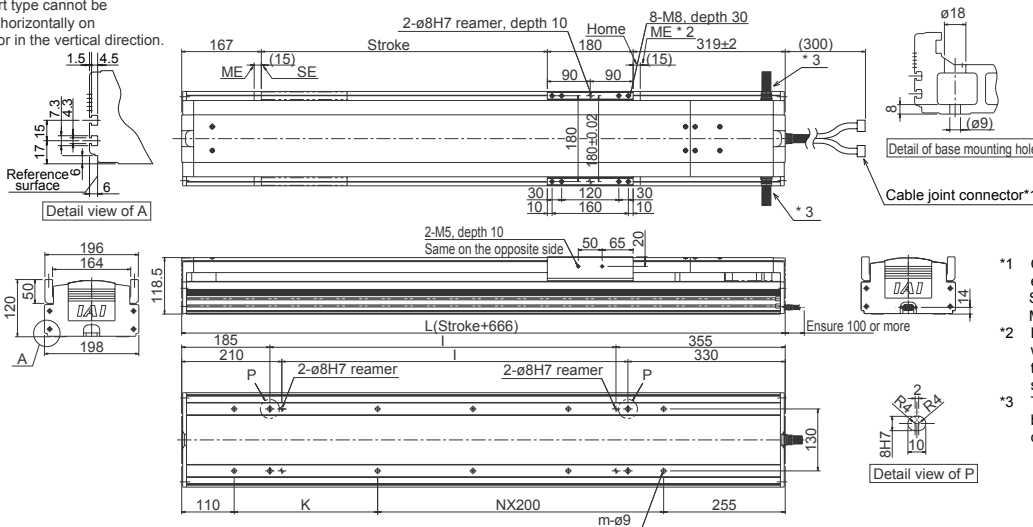 rt type cannot be
horizontally on
or in the vertical direction.
1.5 4.5
7.3
4.3
17 15
6
Reference
surface
6
Detail view of A
2-ø8H7 reamer, depth 10
Home
8-M8, depth 30
167
Stroke
180
ME * 2
319±2
(300)
(15)
ME
SE
90 90
(15)
* 3
180
180±0.02
30 120 30
10 160 10
* 3
ø18
8
(ø9)
Detail of base mounting hole
Cable joint connector*1
196
164
120
50
IAI
A
198
2-M5, depth 10
Same on the opposite side
50 65
20
118.5
L(Stroke+666)
Ensure 100 or more
IAI
14
185 l 355
210 l 330
P
2-ø8H7 reamer
2-ø8H7 reamer
P
130
110 K NX200 255
m-ø9
2
R4 R4
8H7
10
Detail view of P
*1
*2
*3